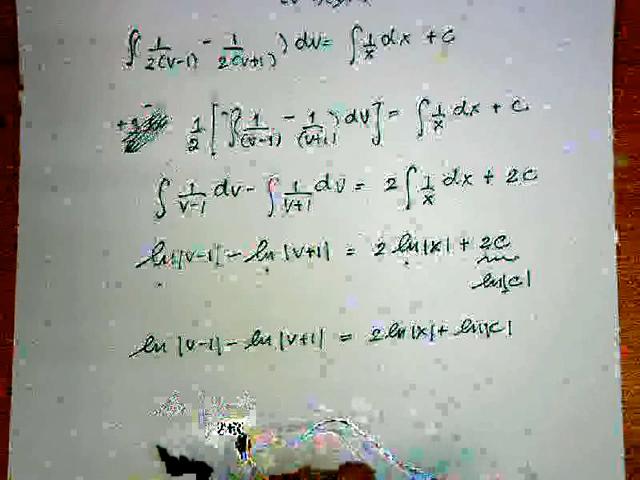 ∫( 1/2(v-1) - 1/2(v+1) ) dv = ∫ 1/x dx + C
1/2 [ ∫( 1/(v-1) - 1/(v+1) ) dv ] = ∫ 1/x dx + C
∫ 1/v-1 dv - ∫ 1/v+1 dv = 2 ∫ 1/x dx + 2C
ln|v-1| - ln|v+1| = 2 ln|x| + 2C
ln|C|
ln |v-1| - ln |v+1| = 2 ln |x| + ln|C|